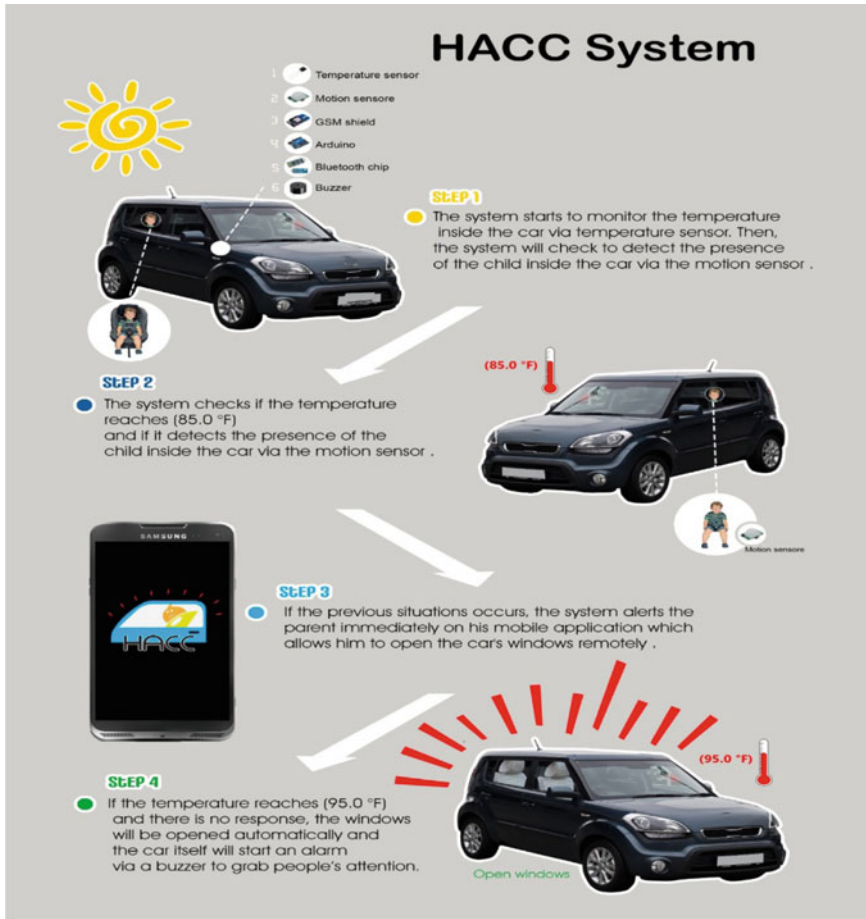 HACC System
1 Temperature sensor
2 Motion sensore
3 GSM shield
4 Arduino
5 Bluetooth chip
6 Buzzer
STEP 1
The system starts to monitor the temperature
inside the car via temperature sensor. Then,
the system will check to detect the presence
of the child inside the car via the motion sensor .
(85.0 °F)
STEP 2
The system checks if the temperature
reaches (85.0 °F)
and if it detects the presence of the
child inside the car via the motion sensor .
Motion sensore
SAMSUNG
HACC
STEP 3
If the previous situations occurs, the system alerts the
parent immediately on his mobile application which
allows him to open the car's windows remotely .
(95.0 °F)
STEP 4
If the temperature reaches (95.0 °F)
and there is no response, the windows
will be opened automatically and
the car itself will start an alarm
via a buzzer to grab people's attention.
Open windows